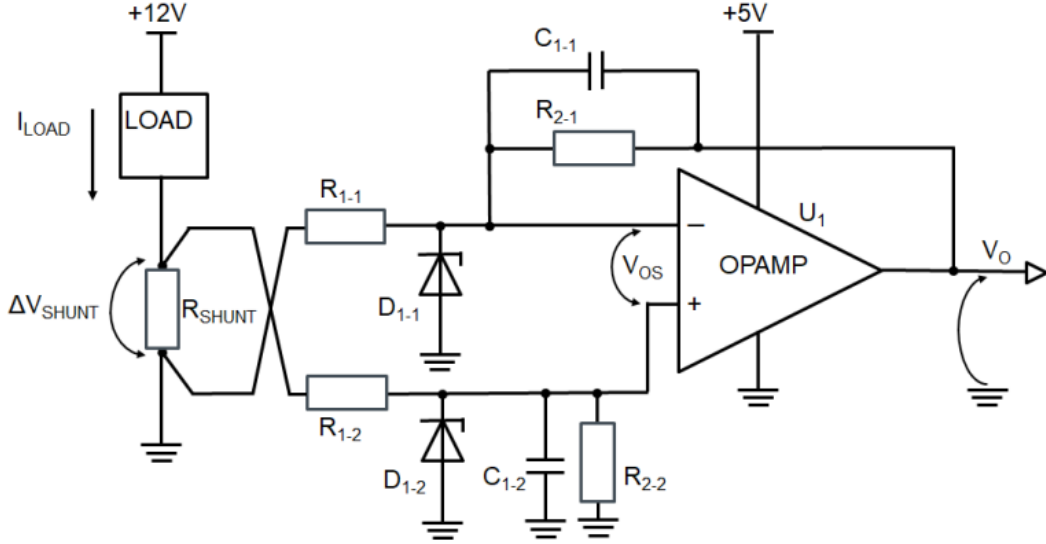 +12V
+5V
C1-1
ILOAD
LOAD
R2-1
R1-1
U1
–
VOS
OPAMP
VO
ΔVSHUNT
RSHUNT
D1-1
+
R1-2
D1-2
C1-2
R2-2